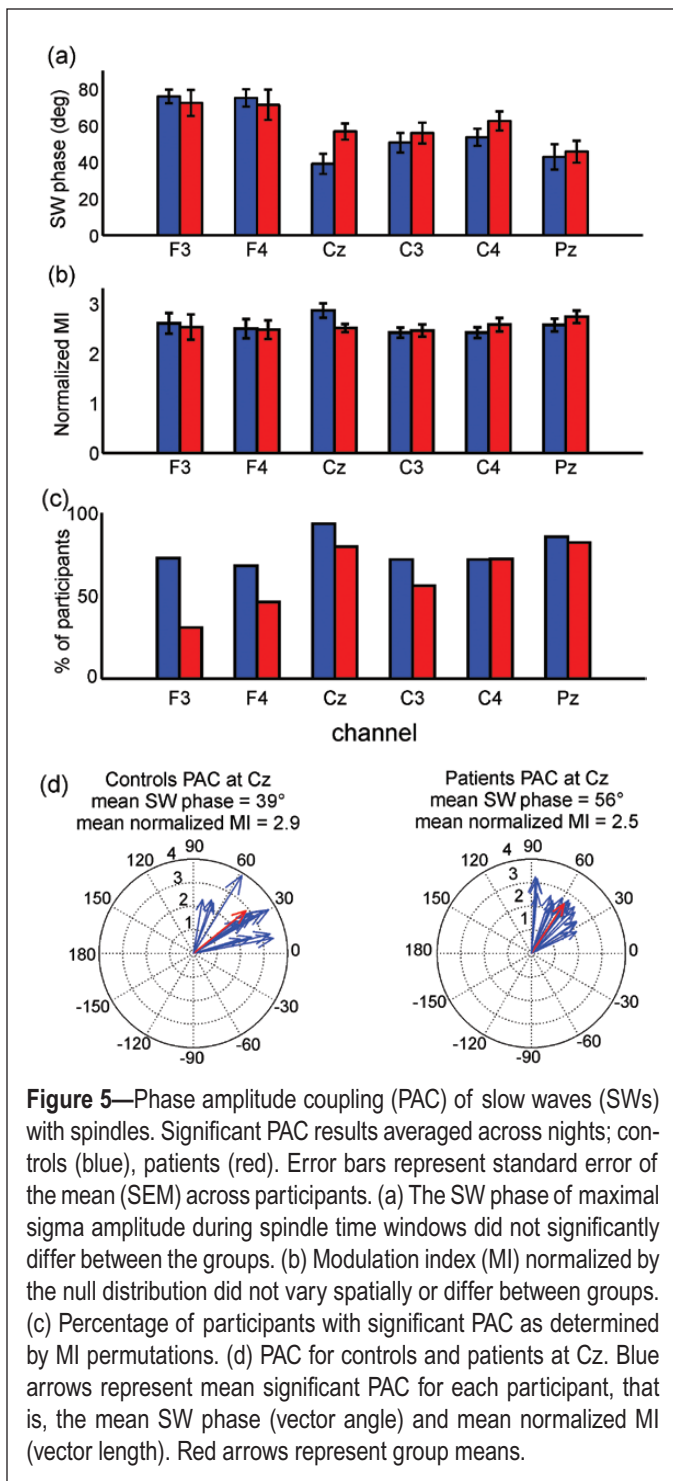 (a)
80
60
40
20
0
SW phase (deg)
F3 F4 Cz C3 C4 Pz
(b)
3
2
1
0
Normalized MI
F3 F4 Cz C3 C4 Pz
(c)
100
50
0
% of participants
F3 F4 Cz C3 C4 Pz
channel
(d)
Controls PAC at Cz
mean SW phase = 39°
mean normalized MI = 2.9
90
120 4 60
3
150 2 30
1
180 0
-150 -30
-120 -60
-90
Patients PAC at Cz
mean SW phase = 56°
mean normalized MI = 2.5
90
120 4 60
3
150 2 30
1
180 0
-150 -30
-120 -60
-90
Figure 5—Phase amplitude coupling (PAC) of slow waves (SWs)
with spindles. Significant PAC results averaged across nights; con-
trols (blue), patients (red). Error bars represent standard error of
the mean (SEM) across participants. (a) The SW phase of maximal
sigma amplitude during spindle time windows did not significantly
differ between the groups. (b) Modulation index (MI) normalized by
the null distribution did not vary spatially or differ between groups.
(c) Percentage of participants with significant PAC as determined
by MI permutations. (d) PAC for controls and patients at Cz. Blue
arrows represent mean significant PAC for each participant, that
is, the mean SW phase (vector angle) and mean normalized MI
(vector length). Red arrows represent group means.